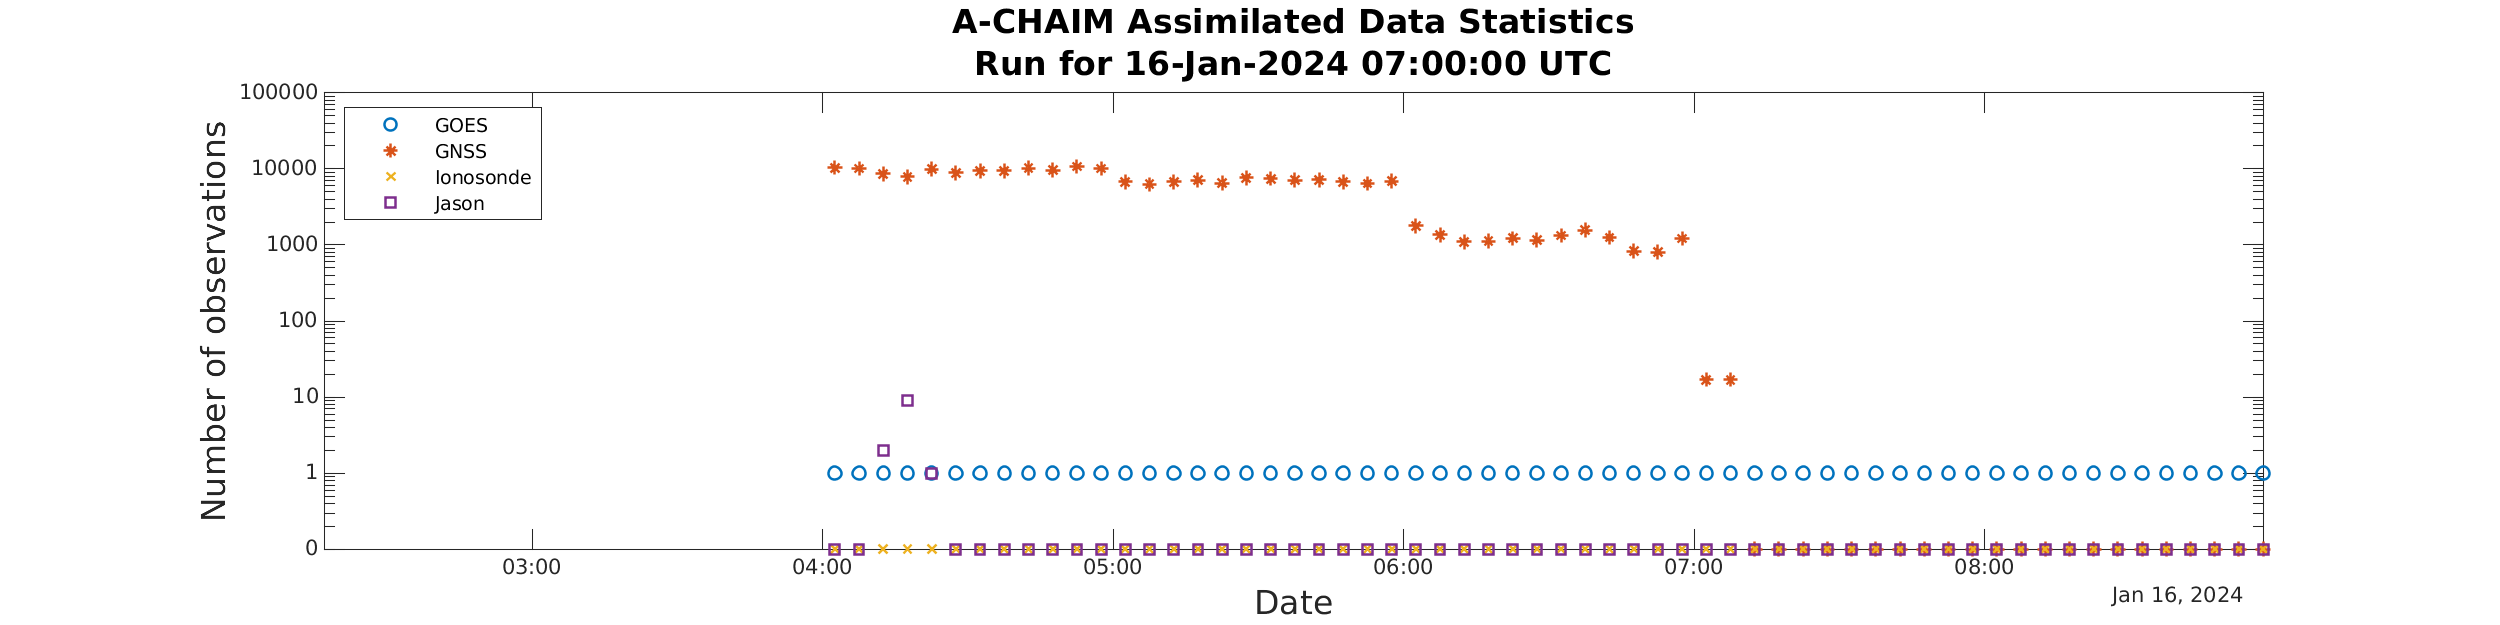 A-CHAIM Assimilated Data Statistics
Run for 16-Jan-2024 07:00:00 UTC
Number of observations
100000
10000
1000
100
10
1
0
GOES
GNSS
Ionosonde
Jason
03:00 04:00 05:00 06:00 07:00 08:00
Date
Jan 16, 2024